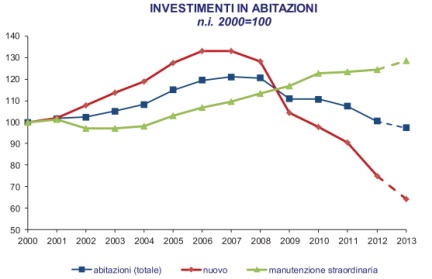 INVESTIMENTI IN ABITAZIONI
n.i. 2000=100
140
130
120
110
100
90
80
70
60
50
2000 2001 2002 2003 2004 2005 2006 2007 2008 2009 2010 2011 2012 2013
abitazioni (totale) nuovo manutenzione straordinaria